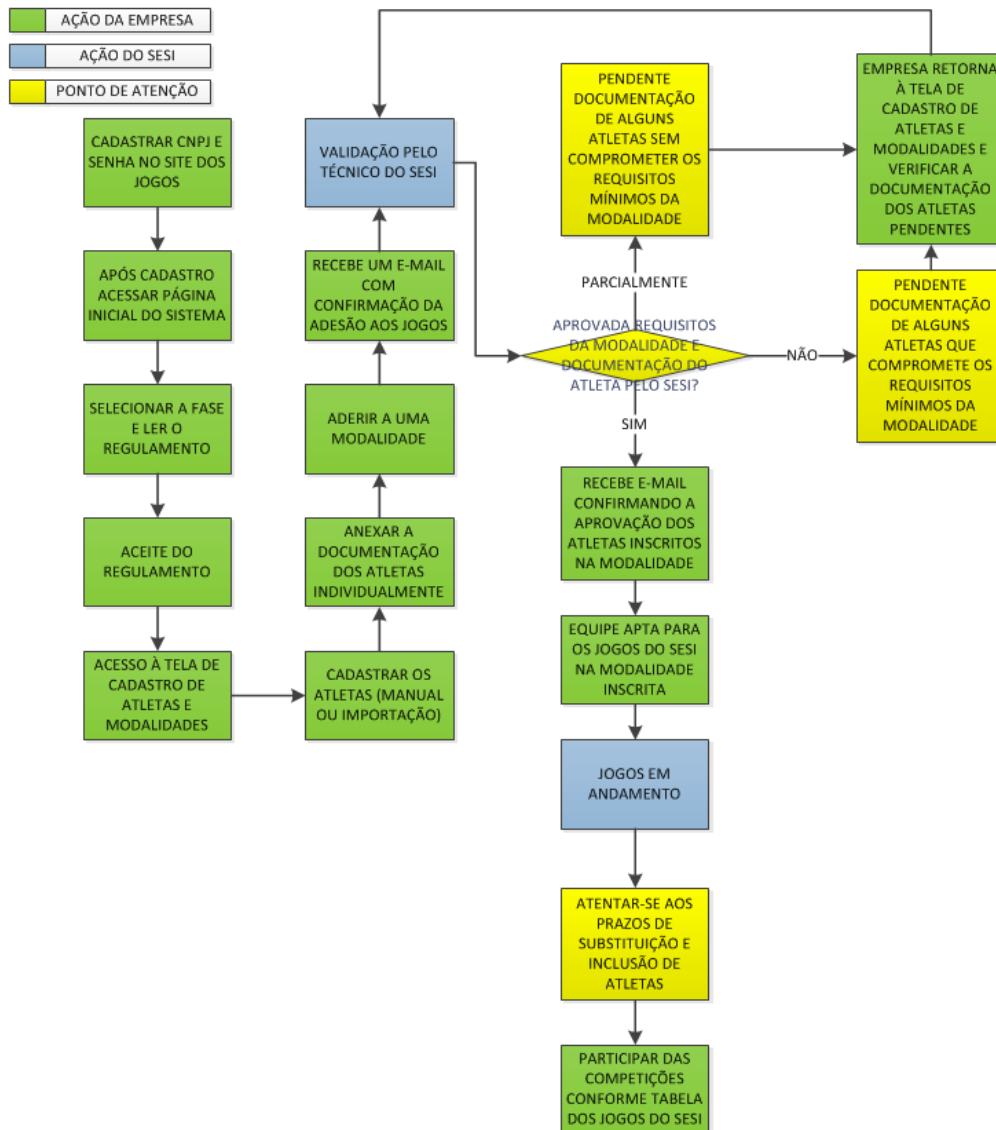 AÇÃO DA EMPRESA
AÇÃO DO SESI
PONTO DE ATENÇÃO
CADASTRAR CNPJ E
SENHA NO SITE DOS
JOGOS
APÓS CADASTRO
ACESSAR PÁGINA
INICIAL DO SISTEMA
SELECIONAR A FASE
E LER O
REGULAMENTO
ACEITE DO
REGULAMENTO
ACESSO À TELA DE
CADASTRO DE
ATLETAS E
MODALIDADES
CADASTRAR OS
ATLETAS (MANUAL
OU IMPORTAÇÃO)
ANEXAR A
DOCUMENTAÇÃO
DOS ATLETAS
INDIVIDUALMENTE
ADERIR A UMA
MODALIDADE
RECEBE UM E-MAIL
COM
CONFIRMAÇÃO DA
ADESÃO AOS JOGOS
VALIDAÇÃO PELO
TÉCNICO DO SESI
APROVADA REQUISITOS
DA MODALIDADE E
DOCUMENTAÇÃO DO
ATLETA PELO SESI?
PARCIALMENTE
PENDENTE
DOCUMENTAÇÃO
DE ALGUNS
ATLETAS SEM
COMPROMETER OS
REQUISITOS
MÍNIMOS DA
MODALIDADE
NÃO
PENDENTE
DOCUMENTAÇÃO
DE ALGUNS
ATLETAS QUE
COMPROMETE OS
REQUISITOS
MÍNIMOS DA
MODALIDADE
EMPRESA RETORNA
À TELA DE
CADASTRO DE
ATLETAS E
MODALIDADES E
VERIFICAR A
DOCUMENTAÇÃO
DOS ATLETAS
PENDENTES
SIM
RECEBE E-MAIL
CONFIRMANDO A
APROVAÇÃO DOS
ATLETAS INSCRITOS
NA MODALIDADE
EQUIPE APTA PARA
OS JOGOS DO SESI
NA MODALIDADE
INSCRITA
JOGOS EM
ANDAMENTO
ATENTAR-SE AOS
PRAZOS DE
SUBSTITUIÇÃO E
INCLUSÃO DE
ATLETAS
PARTICIPAR DAS
COMPETIÇÕES
CONFORME TABELA
DOS JOGOS DO SESI